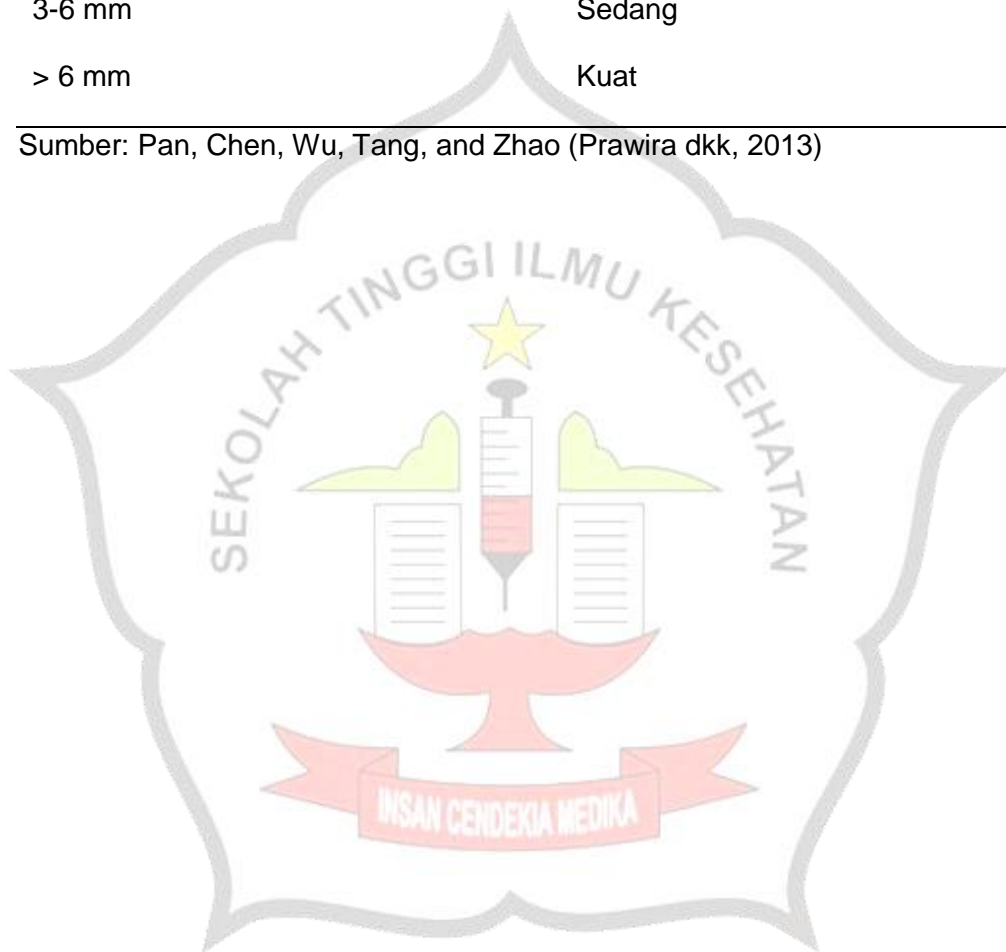 3-6 mm Sedang
> 6 mm Kuat
Sumber: Pan, Chen, Wu, Tang, and Zhao (Prawira dkk, 2013)
SEKOLAH TINGGI ILMU KESEHATAN
INSAN CENDEKIA MEDIKA